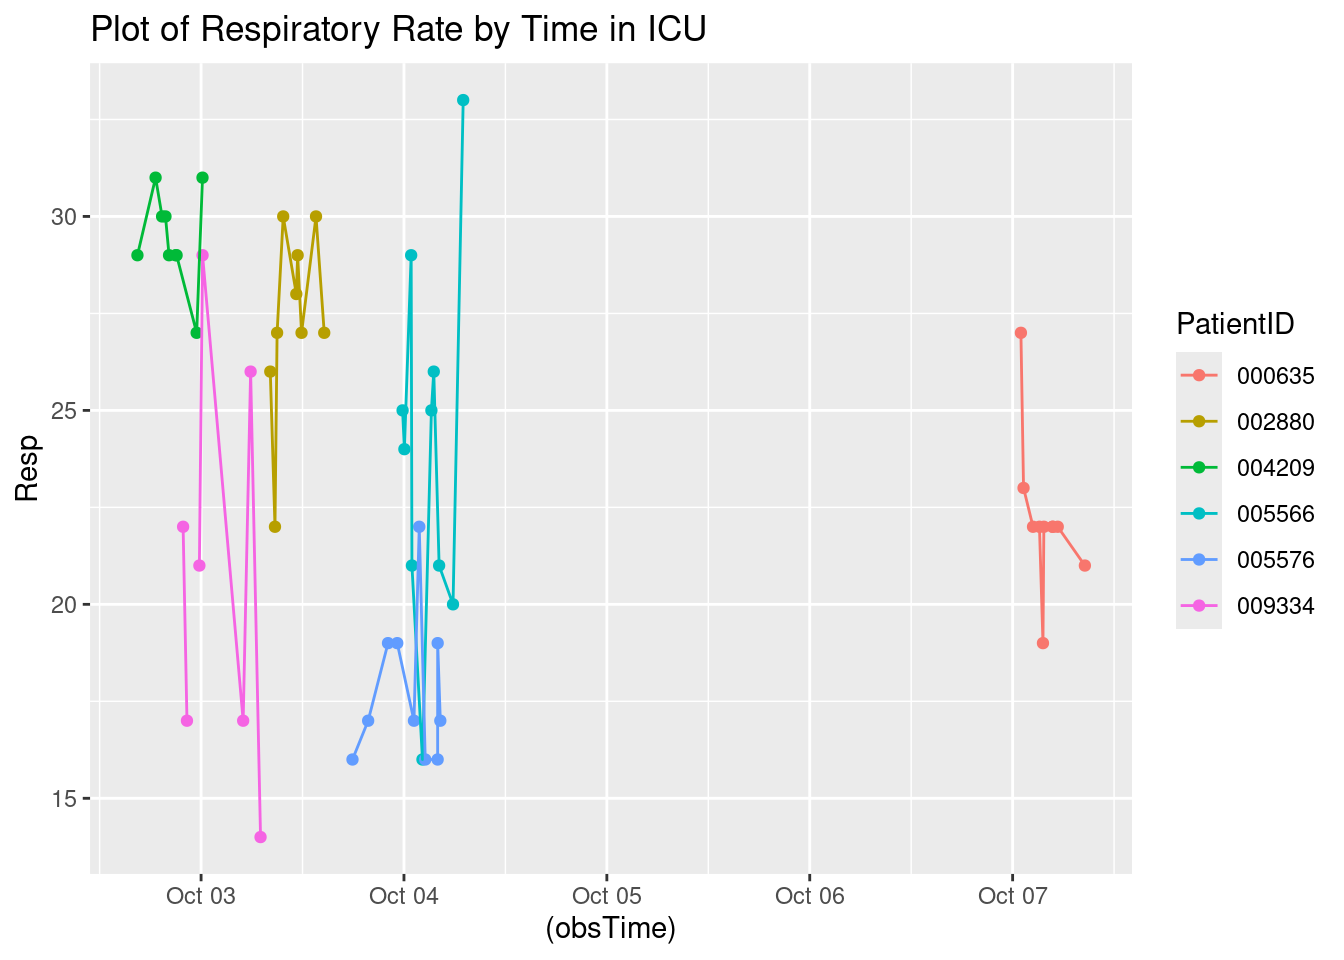 Plot of Respiratory Rate by Time in ICU
30
25
20
15
Resp
Oct 03 Oct 04 Oct 05 Oct 06 Oct 07
(obsTime)
PatientID
000635
002880
004209
005566
005576
009334